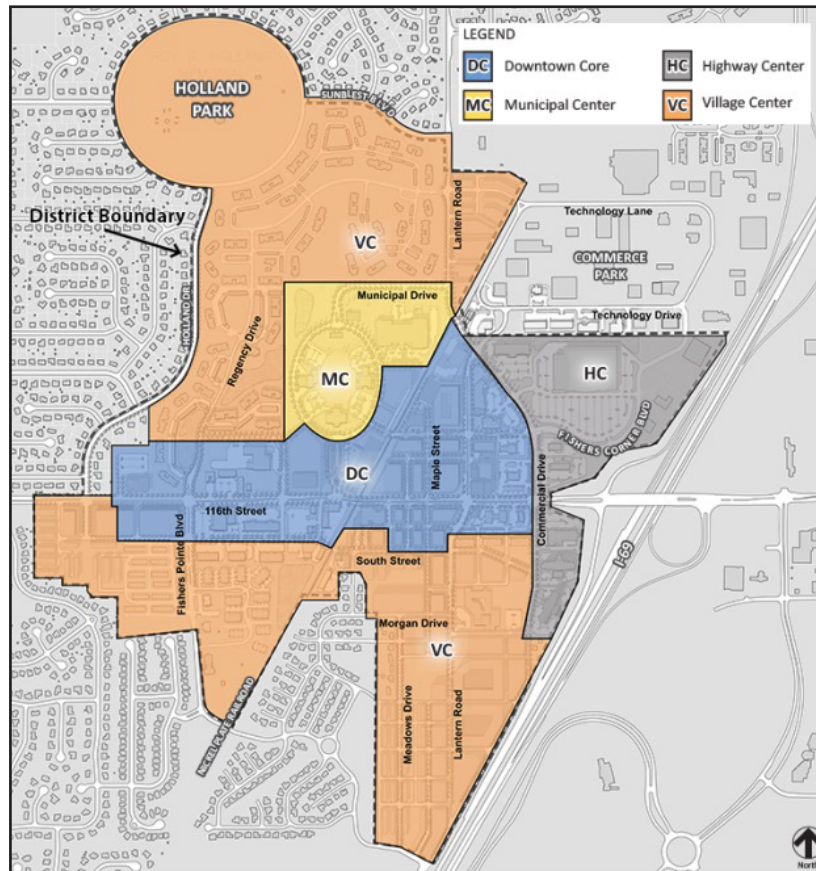 LEGEND
DC Downtown Core
HC Highway Center
MC Municipal Center
VC Village Center
HOLLAND
PARK
SUNBLEST BLVD
District Boundary
HOLLAND DR
Lantern Road
Technology Lane
VC
COMMERCE
PARK
Municipal Drive
Technology Drive
Regency Drive
MC
HC
FISHERS CORNER BLVD
Maple Street
DC
116th Street
Commercial Drive
Fishers Pointe Blvd
I-69
South Street
Morgan Drive
VC
NICKEL PLATE RAILROAD
Meadows Drive
Lantern Road
North